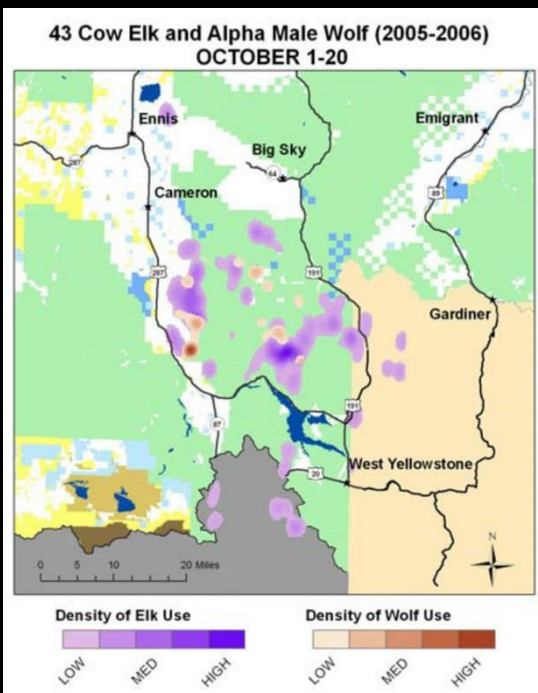 43 Cow Elk and Alpha Male Wolf (2005-2006)
OCTOBER 1-20
Ennis
Emigrant
Big Sky
287
64
Cameron
89
287
191
Gardiner
191
87
West Yellowstone
20
N
0 5 10 20 Miles
Density of Elk Use
Density of Wolf Use
LOW MED HIGH
LOW MED HIGH